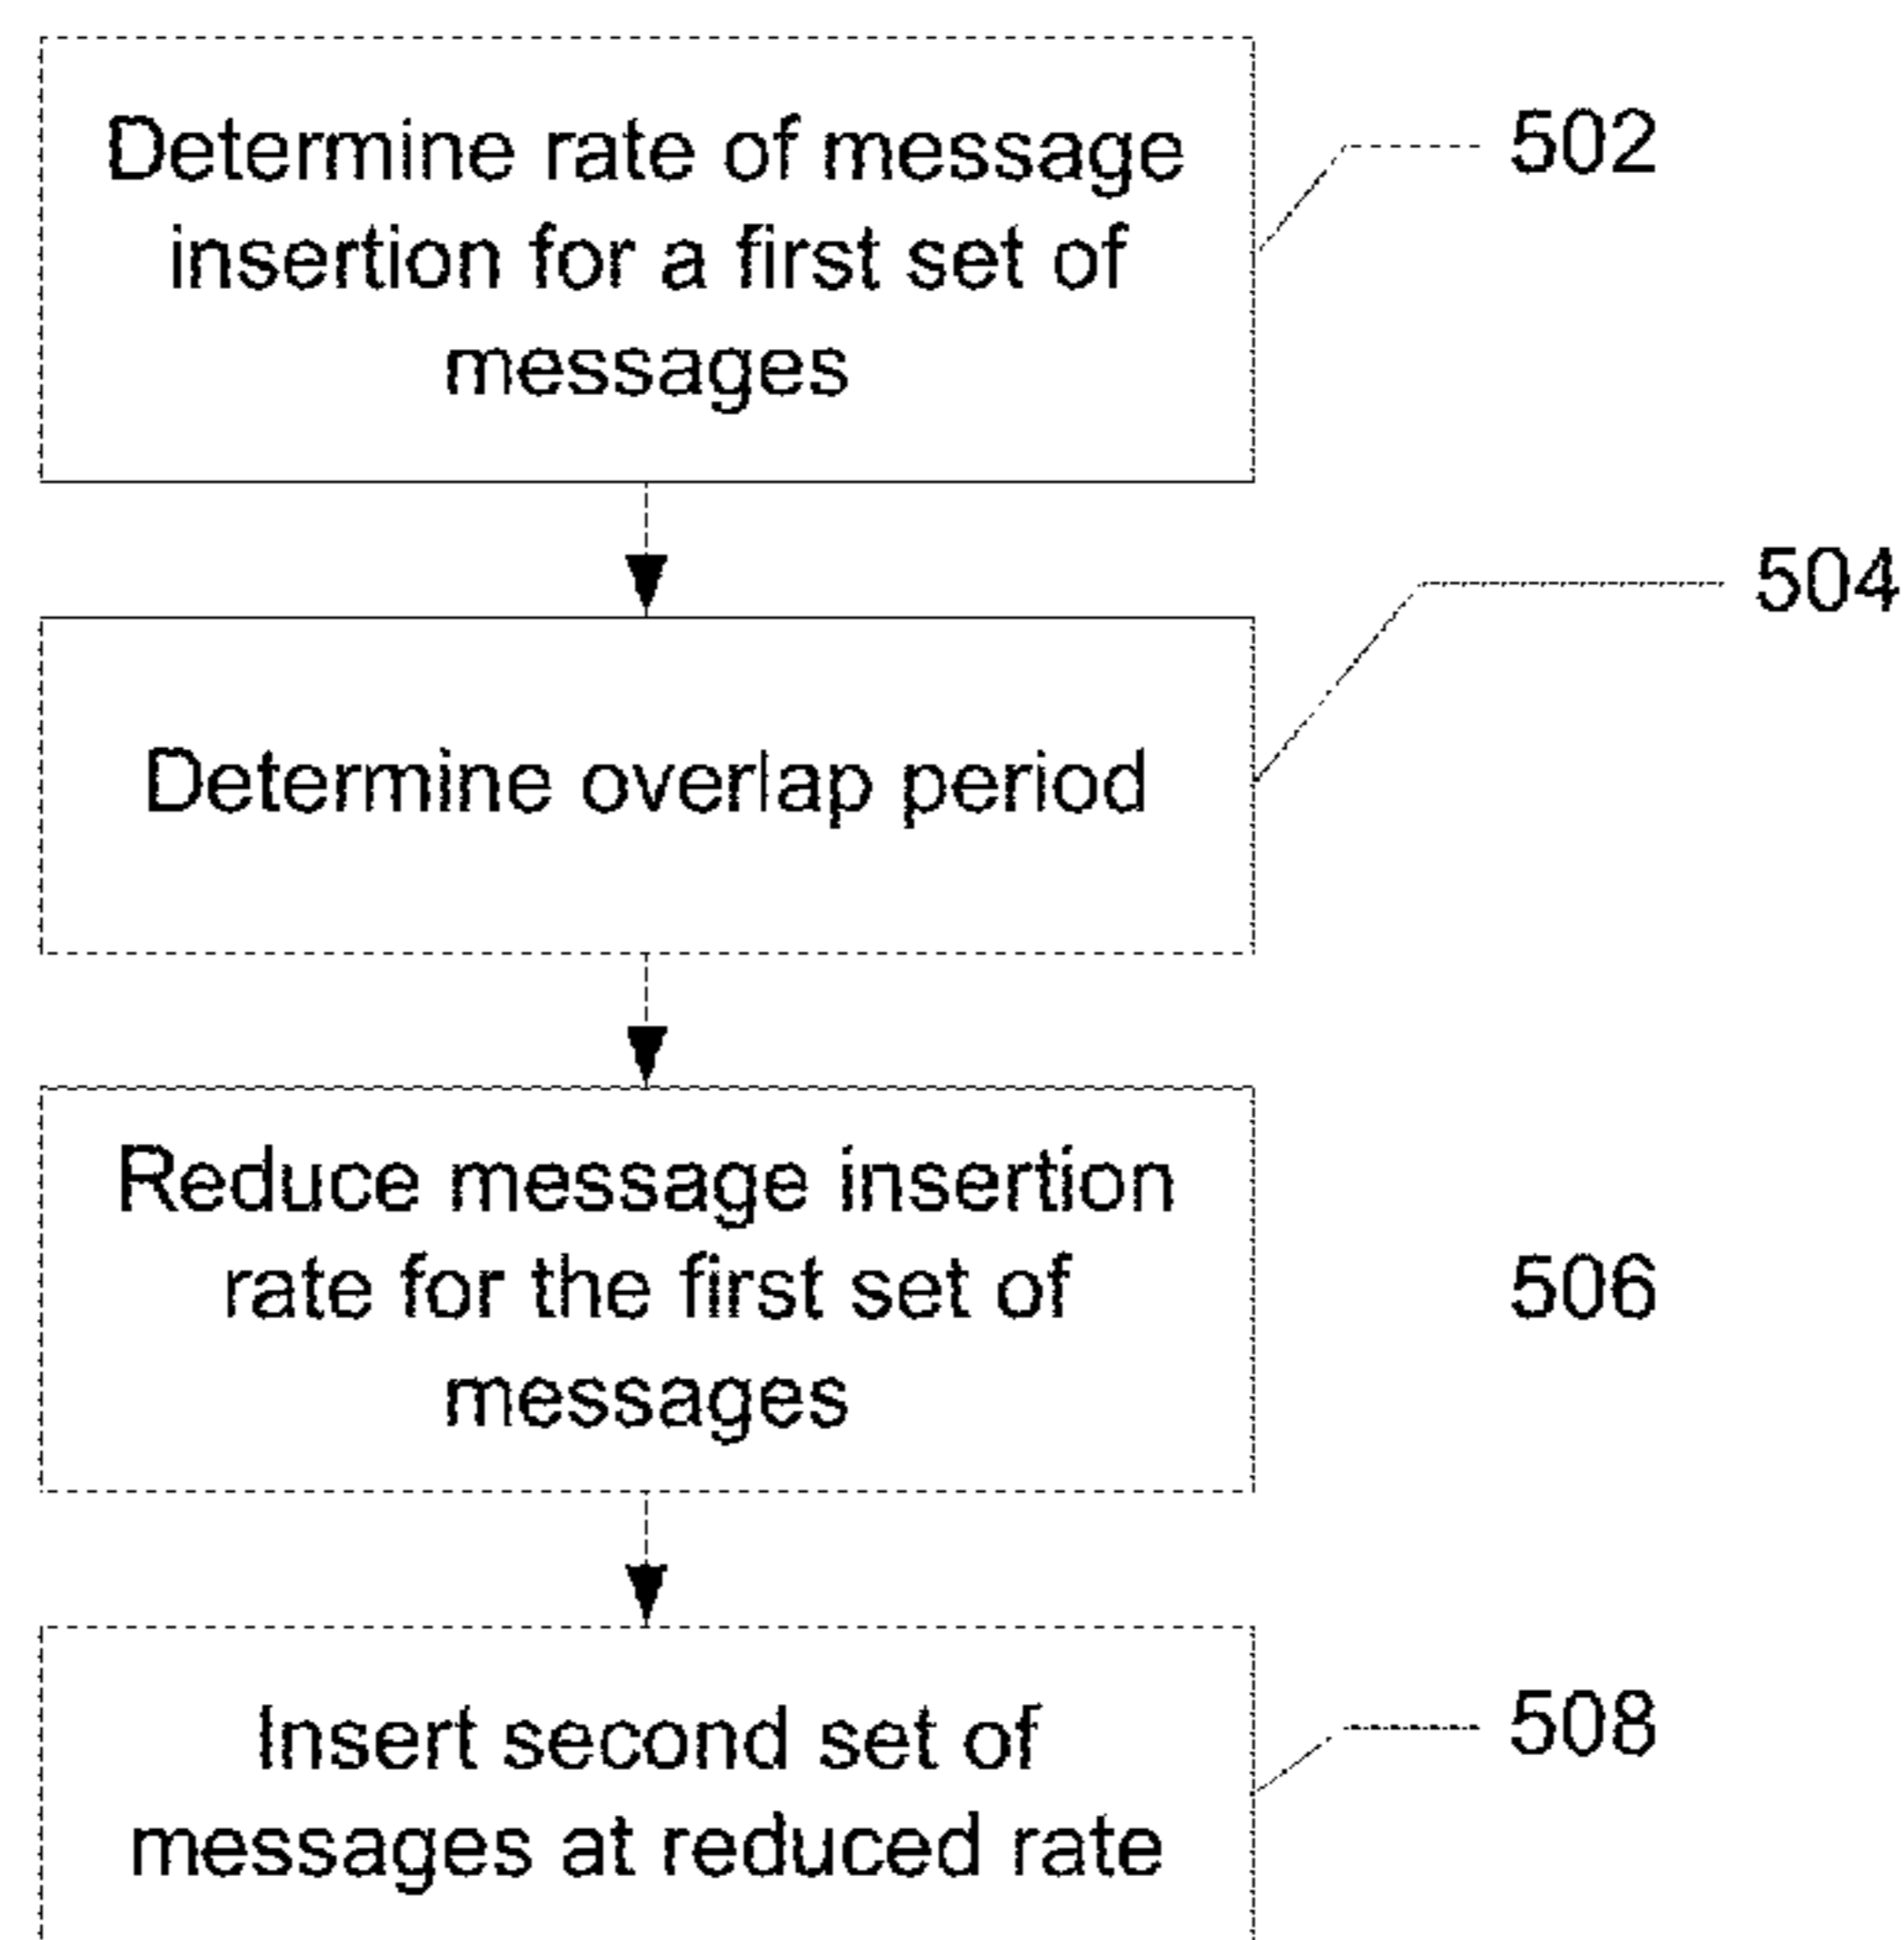 Determine rate of message
insertion for a first set of
messages
502
504
Determine overlap period
Reduce message insertion
rate for the first set of
messages
506
Insert second set of
messages at reduced rate
508